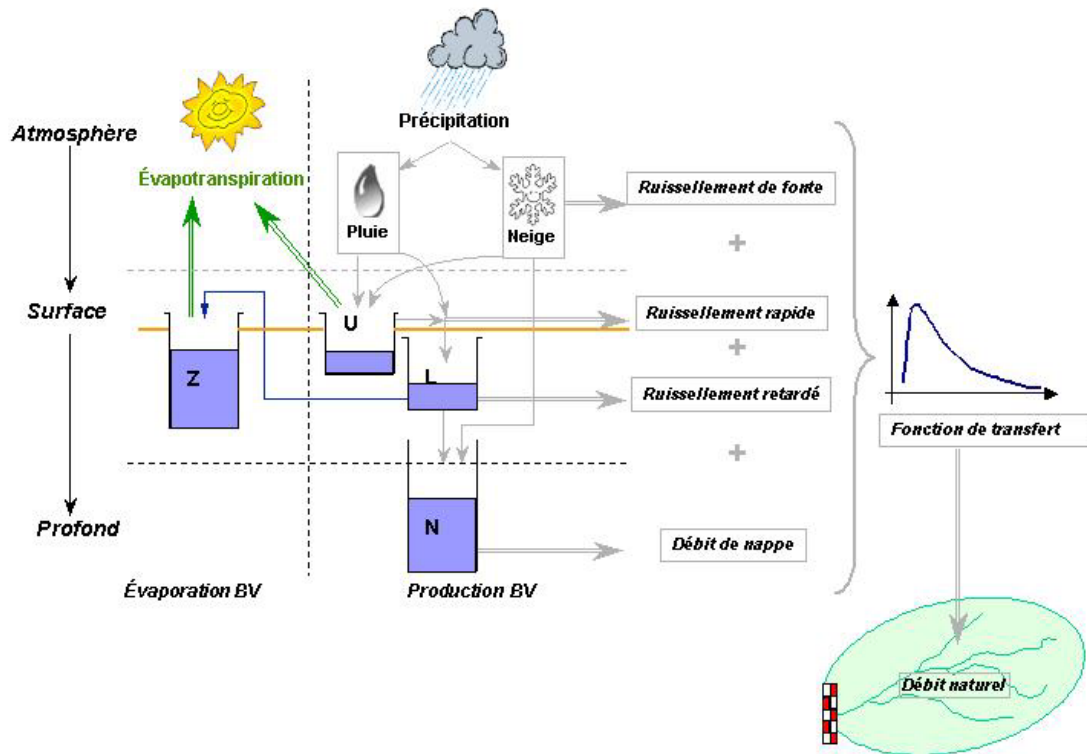 Précipitation
Atmosphère
Évapotranspiration
Pluie
Neige
Ruissellement de fonte
+
Surface
U
Ruissellement rapide
+
Z
L
Ruissellement retardé
Fonction de transfert
+
Profond
N
Débit de nappe
Évaporation BV
Production BV
Débit naturel